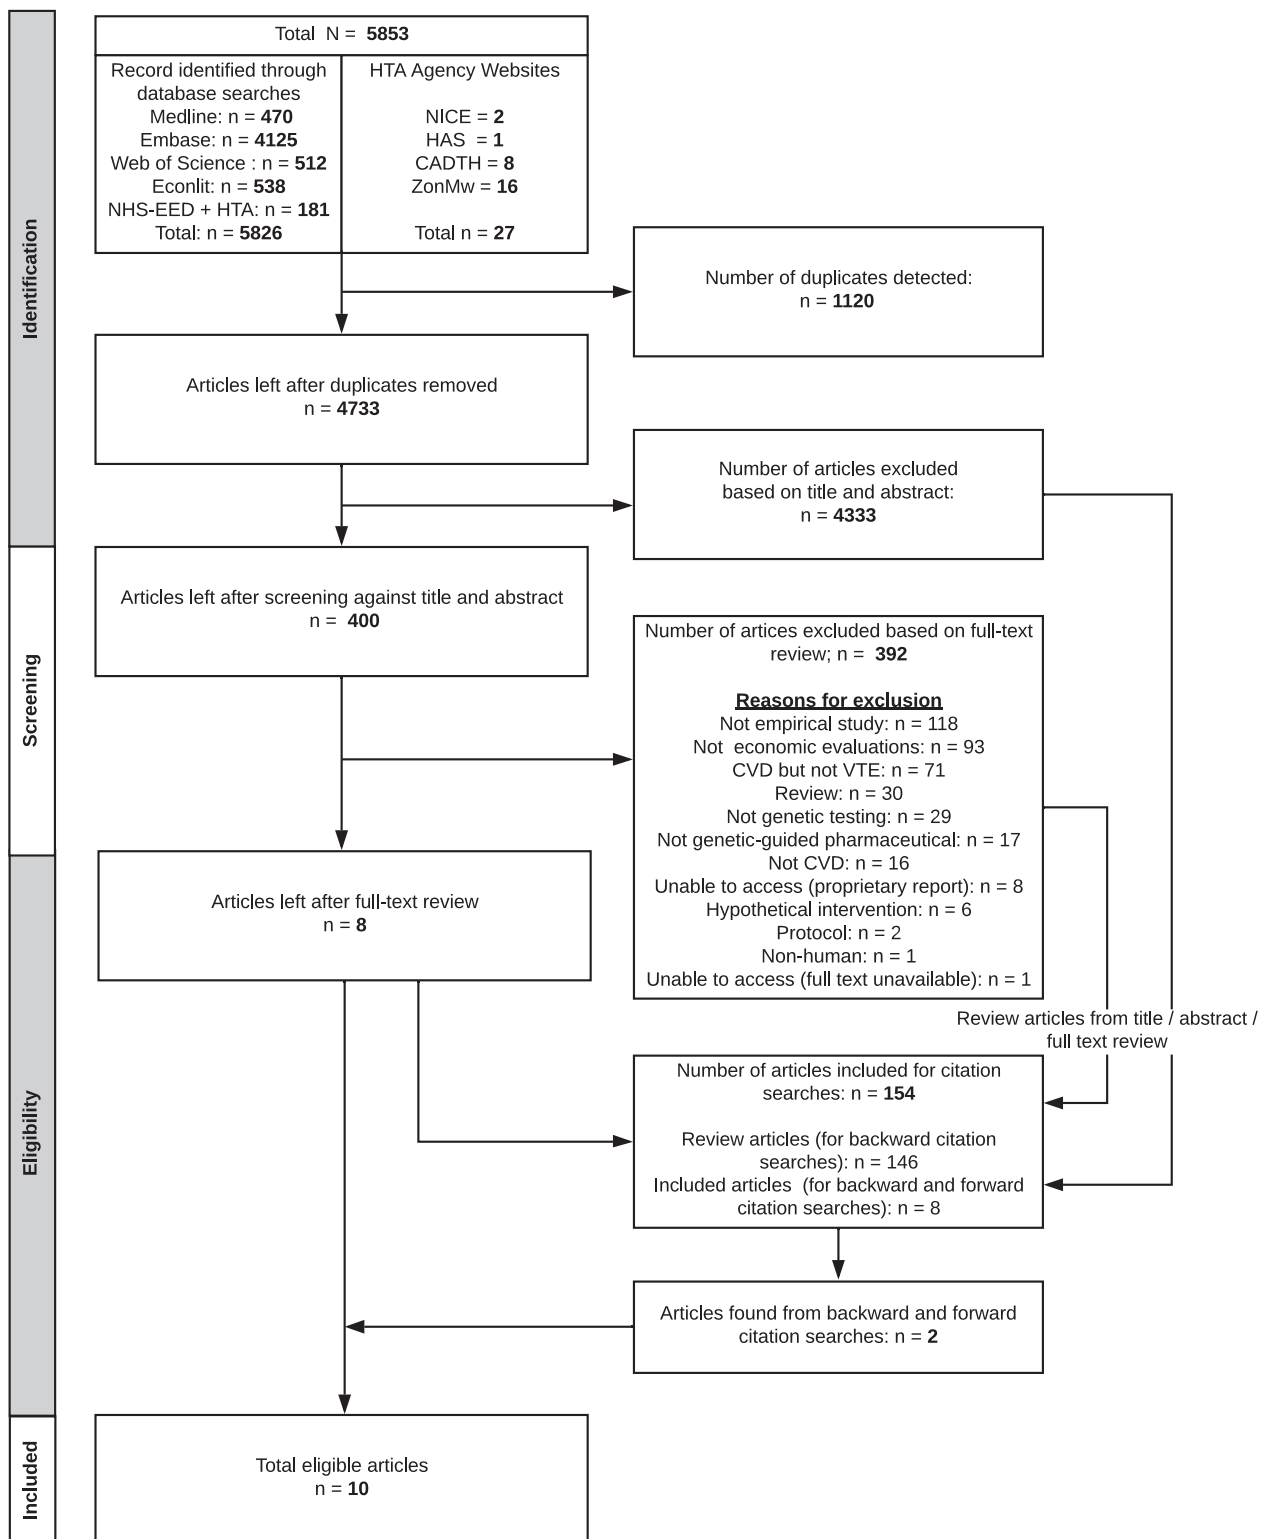 Identification
Total N = 5853
Record identified through
database searches
Medline: n = 470
Embase: n = 4125
Web of Science : n = 512
Econlit: n = 538
NHS-EED + HTA: n = 181
Total: n = 5826
HTA Agency Websites
NICE = 2
HAS = 1
CADTH = 8
ZonMw = 16
Total n = 27
Number of duplicates detected:
n = 1120
Articles left after duplicates removed
n = 4733
Number of articles excluded
based on title and abstract:
n = 4333
Screening
Articles left after screening against title and abstract
n = 400
Number of artices excluded based on full-text
review; n = 392
Reasons for exclusion
Not empirical study: n = 118
Not economic evaluations: n = 93
CVD but not VTE: n = 71
Review: n = 30
Not genetic testing: n = 29
Not genetic-guided pharmaceutical: n = 17
Not CVD: n = 16
Unable to access (proprietary report): n = 8
Hypothetical intervention: n = 6
Protocol: n = 2
Non-human: n = 1
Unable to access (full text unavailable): n = 1
Eligibility
Articles left after full-text review
n = 8
Review articles from title / abstract /
full text review
Number of articles included for citation
searches: n = 154
Review articles (for backward citation
searches): n = 146
Included articles (for backward and forward
citation searches): n = 8
Articles found from backward and forward
citation searches: n = 2
Included
Total eligible articles
n = 10